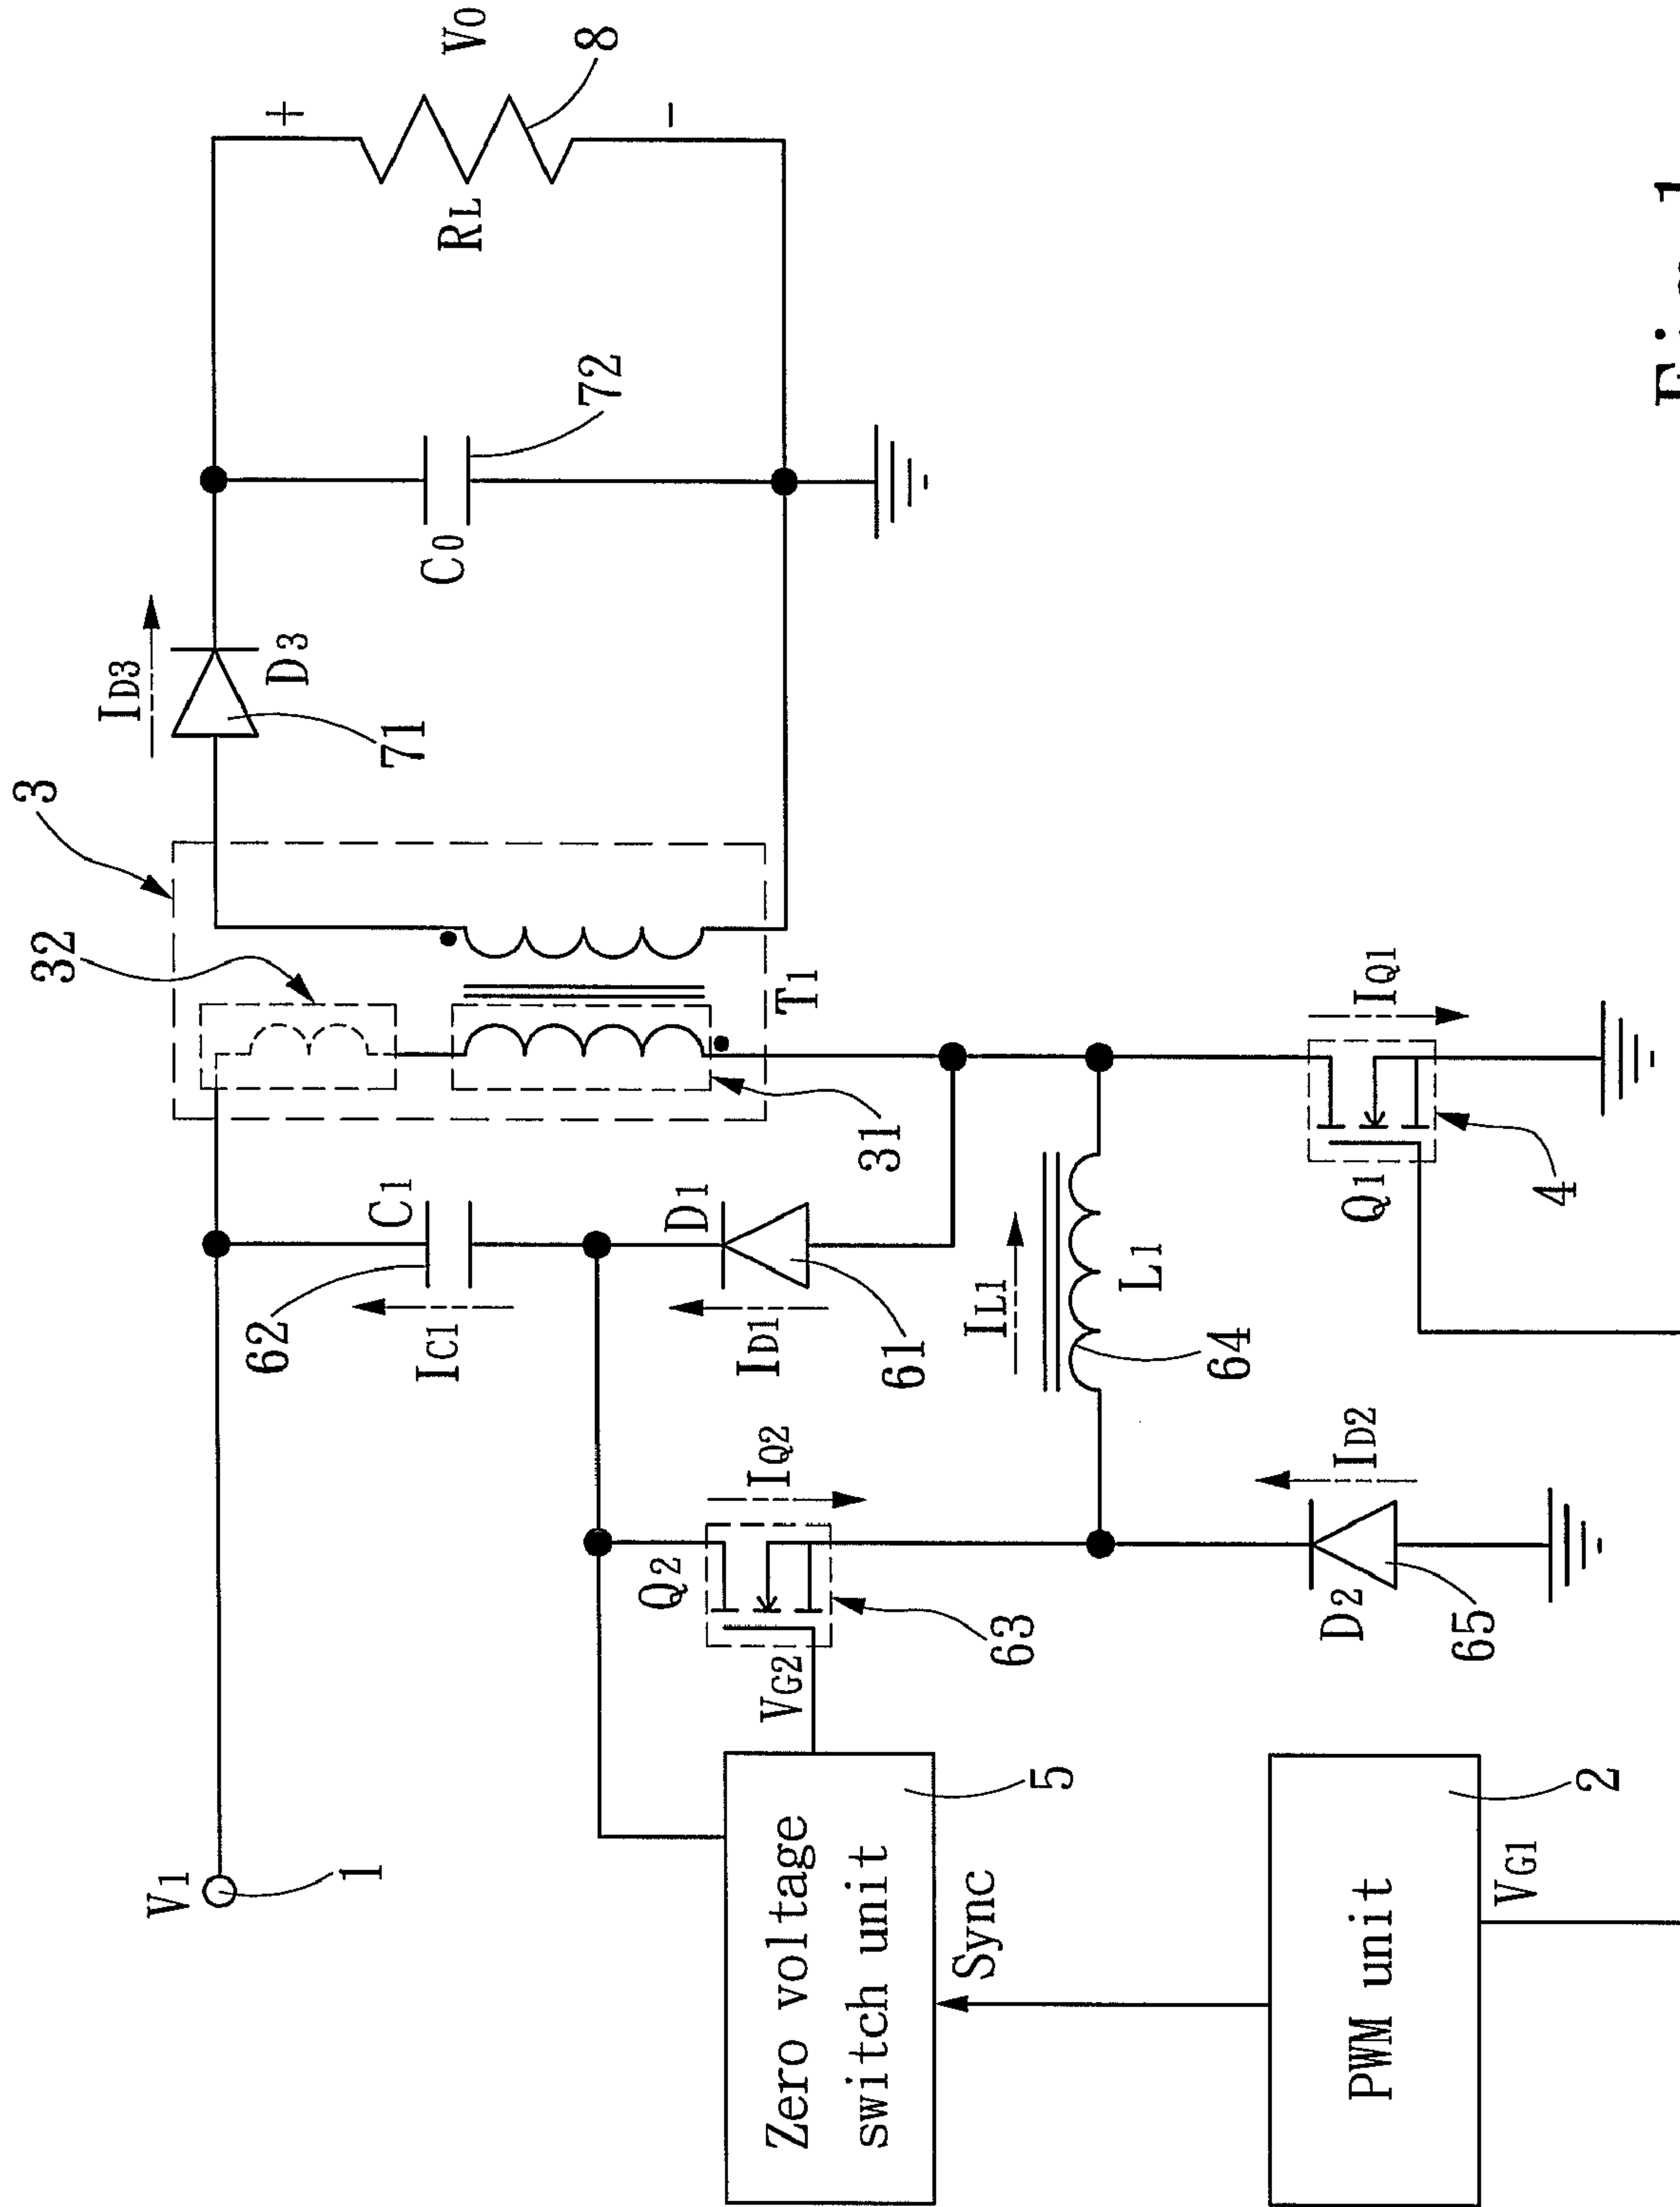 V1
1
Zero voltage
switch unit
5
Sync
PWM unit
2
VG1
VG2
Q2
IQ2
63
D2
ID2
65
C1
62
IC1
D1
ID1
61
IL1
L1
64
Q1
IQ1
4
3
32
31
T1
ID3
D3
71
C0
72
+
RL
8
-
VO